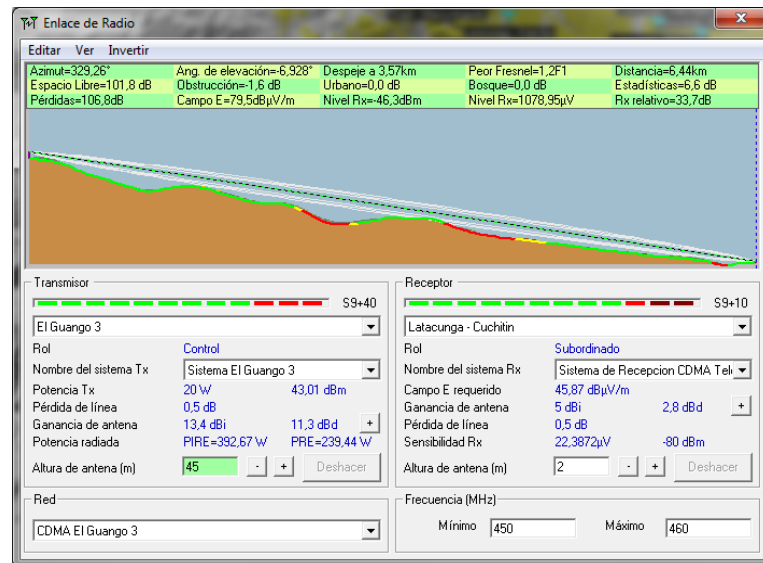 Enlace de Radio
Editar Ver Invertir
Azimut=329,26° Ang. de elevación=-6,928° Despeje a 3,57km Peor Fresnel=1,2F1 Distancia=6,44km
Espacio Libre=101,8 dB Obstrucción=-1,6 dB Urbano=0,0 dB Bosque=0,0 dB Estadísticas=6,6 dB
Pérdidas=106,8dB Campo E=79,5dBµV/m Nivel Rx=-46,3dBm Nivel Rx=1078,95µV Rx relativo=33,7dB
Transmisor
S9+40
El Guango 3
Rol Control
Nombre del sistema Tx Sistema El Guango 3
Potencia Tx 20 W 43,01 dBm
Pérdida de línea 0,5 dB
Ganancia de antena 13,4 dBi 11,3 dBd +
Potencia radiada PIRE=392,67 W PRE=239,44 W
Altura de antena (m) 45 - + Deshacer
Receptor
S9+10
Latacunga - Cuchitin
Rol Subordinado
Nombre del sistema Rx Sistema de Recepcion CDMA Tel
Campo E requerido 45,87 dBµV/m
Ganancia de antena 5 dBi 2,8 dBd +
Pérdida de línea 0,5 dB
Sensibilidad Rx 22,3872µV -80 dBm
Altura de antena (m) 2 - + Deshacer
Red
CDMA El Guango 3
Frecuencia (MHz)
Mínimo 450 Máximo 460